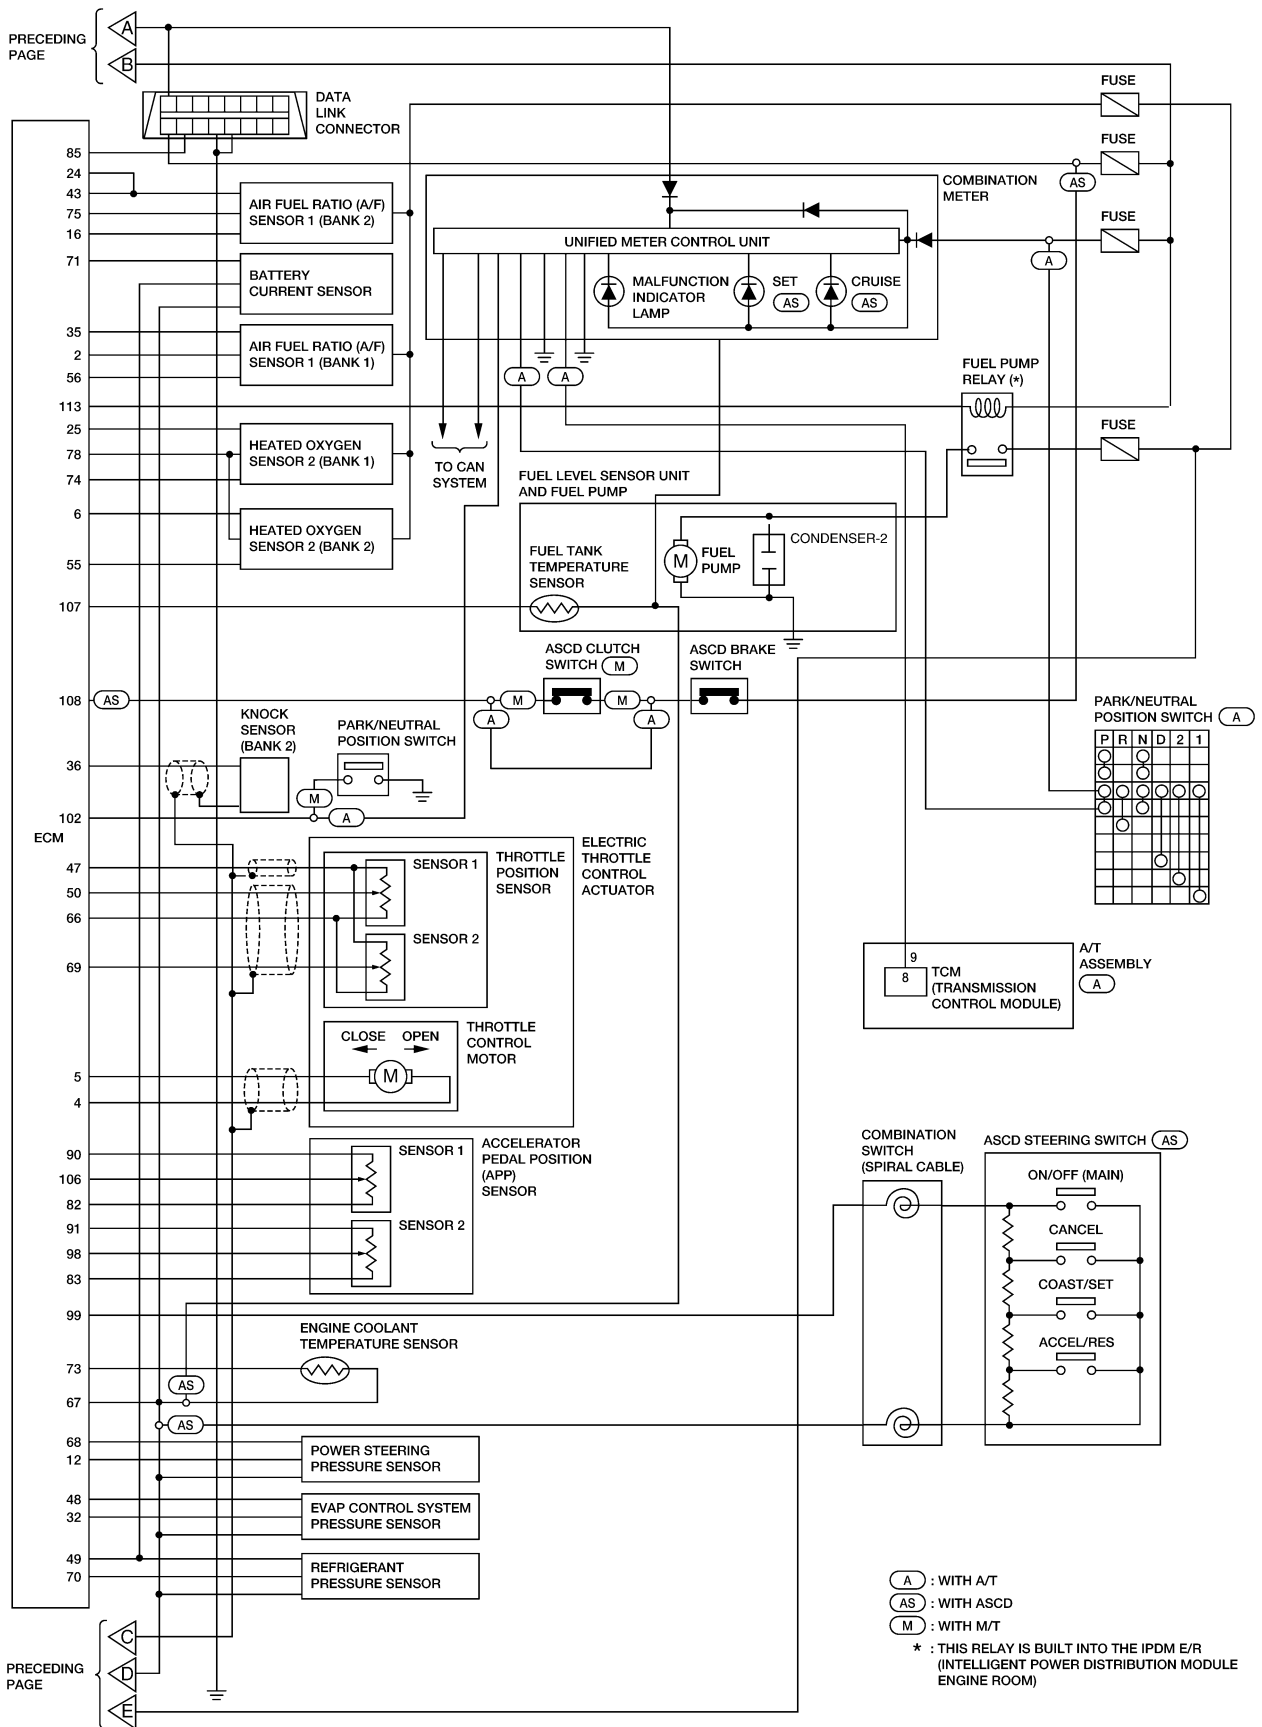 PRECEDING
PAGE
A
B
DATA
LINK
CONNECTOR
FUSE
FUSE
AS
COMBINATION
METER
FUSE
A
85
24
43
75
16
71
35
2
56
113
25
78
74
6
55
107
108
36
102
ECM
47
50
66
69
5
4
90
106
82
91
98
83
99
73
67
68
12
48
32
49
70
AIR FUEL RATIO (A/F)
SENSOR 1 (BANK 2)
BATTERY
CURRENT SENSOR
AIR FUEL RATIO (A/F)
SENSOR 1 (BANK 1)
HEATED OXYGEN
SENSOR 2 (BANK 1)
HEATED OXYGEN
SENSOR 2 (BANK 2)
UNIFIED METER CONTROL UNIT
MALFUNCTION
INDICATOR
LAMP
SET
AS
CRUISE
AS
A
A
TO CAN
SYSTEM
FUEL PUMP
RELAY (*)
FUSE
FUEL LEVEL SENSOR UNIT
AND FUEL PUMP
FUEL TANK
TEMPERATURE
SENSOR
M
FUEL
PUMP
CONDENSER-2
AS
ASCD CLUTCH
SWITCH M
ASCD BRAKE
SWITCH
M
M
A
A
KNOCK
SENSOR
(BANK 2)
PARK/NEUTRAL
POSITION SWITCH
M
A
PARK/NEUTRAL
POSITION SWITCH A
P R N D 2 1
ELECTRIC
THROTTLE
CONTROL
ACTUATOR
THROTTLE
POSITION
SENSOR
SENSOR 1
SENSOR 2
THROTTLE
CONTROL
MOTOR
CLOSE OPEN
M
A/T
ASSEMBLY
A
9
8
TCM
(TRANSMISSION
CONTROL MODULE)
ACCELERATOR
PEDAL POSITION
(APP)
SENSOR
SENSOR 1
SENSOR 2
COMBINATION
SWITCH
(SPIRAL CABLE)
ASCD STEERING SWITCH AS
ON/OFF (MAIN)
CANCEL
COAST/SET
ACCEL/RES
ENGINE COOLANT
TEMPERATURE SENSOR
AS
AS
POWER STEERING
PRESSURE SENSOR
EVAP CONTROL SYSTEM
PRESSURE SENSOR
REFRIGERANT
PRESSURE SENSOR
PRECEDING
PAGE
C
D
E
A : WITH A/T
AS : WITH ASCD
M : WITH M/T
* : THIS RELAY IS BUILT INTO THE IPDM E/R
(INTELLIGENT POWER DISTRIBUTION MODULE
ENGINE ROOM)